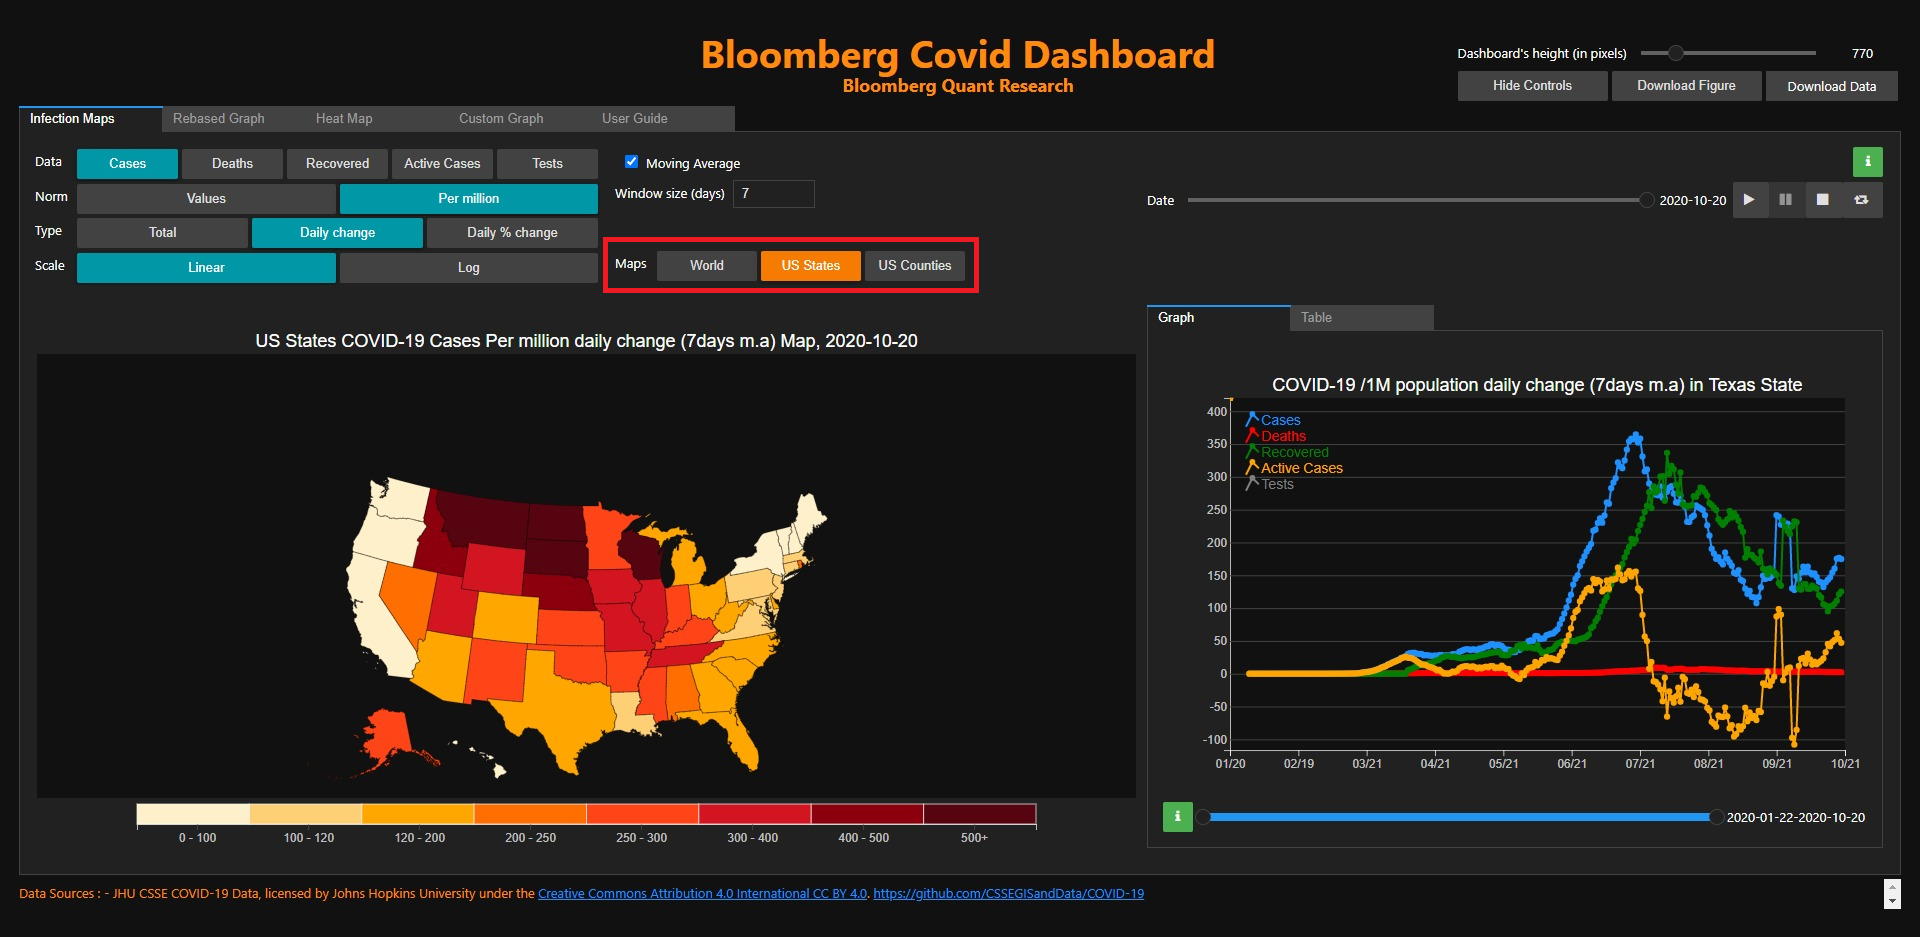 Bloomberg Covid Dashboard
Bloomberg Quant Research
Dashboard's height (in pixels) 770
Hide Controls Download Figure Download Data
Infection Maps Rebased Graph Heat Map Custom Graph User Guide
Data Cases Deaths Recovered Active Cases Tests
Moving Average
Norm Values Per million
Window size (days) 7
Type Total Daily change Daily % change
Scale Linear Log
Maps World US States US Counties
i
Date 2020-10-20
US States COVID-19 Cases Per million daily change (7days m.a) Map, 2020-10-20
0 - 100 100 - 120 120 - 200 200 - 250 250 - 300 300 - 400 400 - 500 500+
Graph Table
COVID-19 /1M population daily change (7days m.a) in Texas State
Cases
Deaths
Recovered
Active Cases
Tests
400
350
300
250
200
150
100
50
0
-50
-100
01/20 02/19 03/21 04/21 05/21 06/21 07/21 08/21 09/21 10/21
i 2020-01-22-2020-10-20
Data Sources : - JHU CSSE COVID-19 Data, licensed by Johns Hopkins University under the Creative Commons Attribution 4.0 International CC BY 4.0. https://github.com/CSSEGISandData/COVID-19